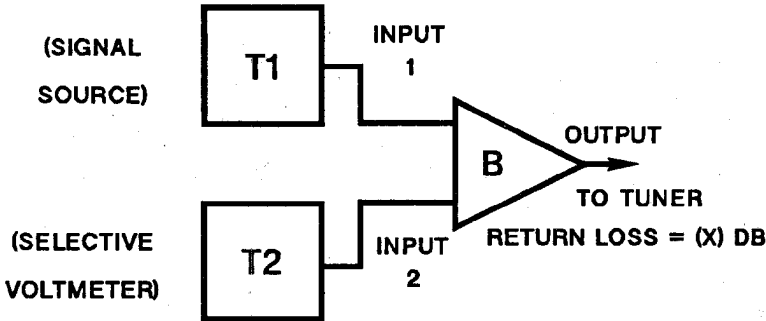 (SIGNAL
SOURCE)
T1
INPUT
1
B
OUTPUT
TO TUNER
RETURN LOSS = (X) DB
(SELECTIVE
VOLTMETER)
T2
INPUT
2